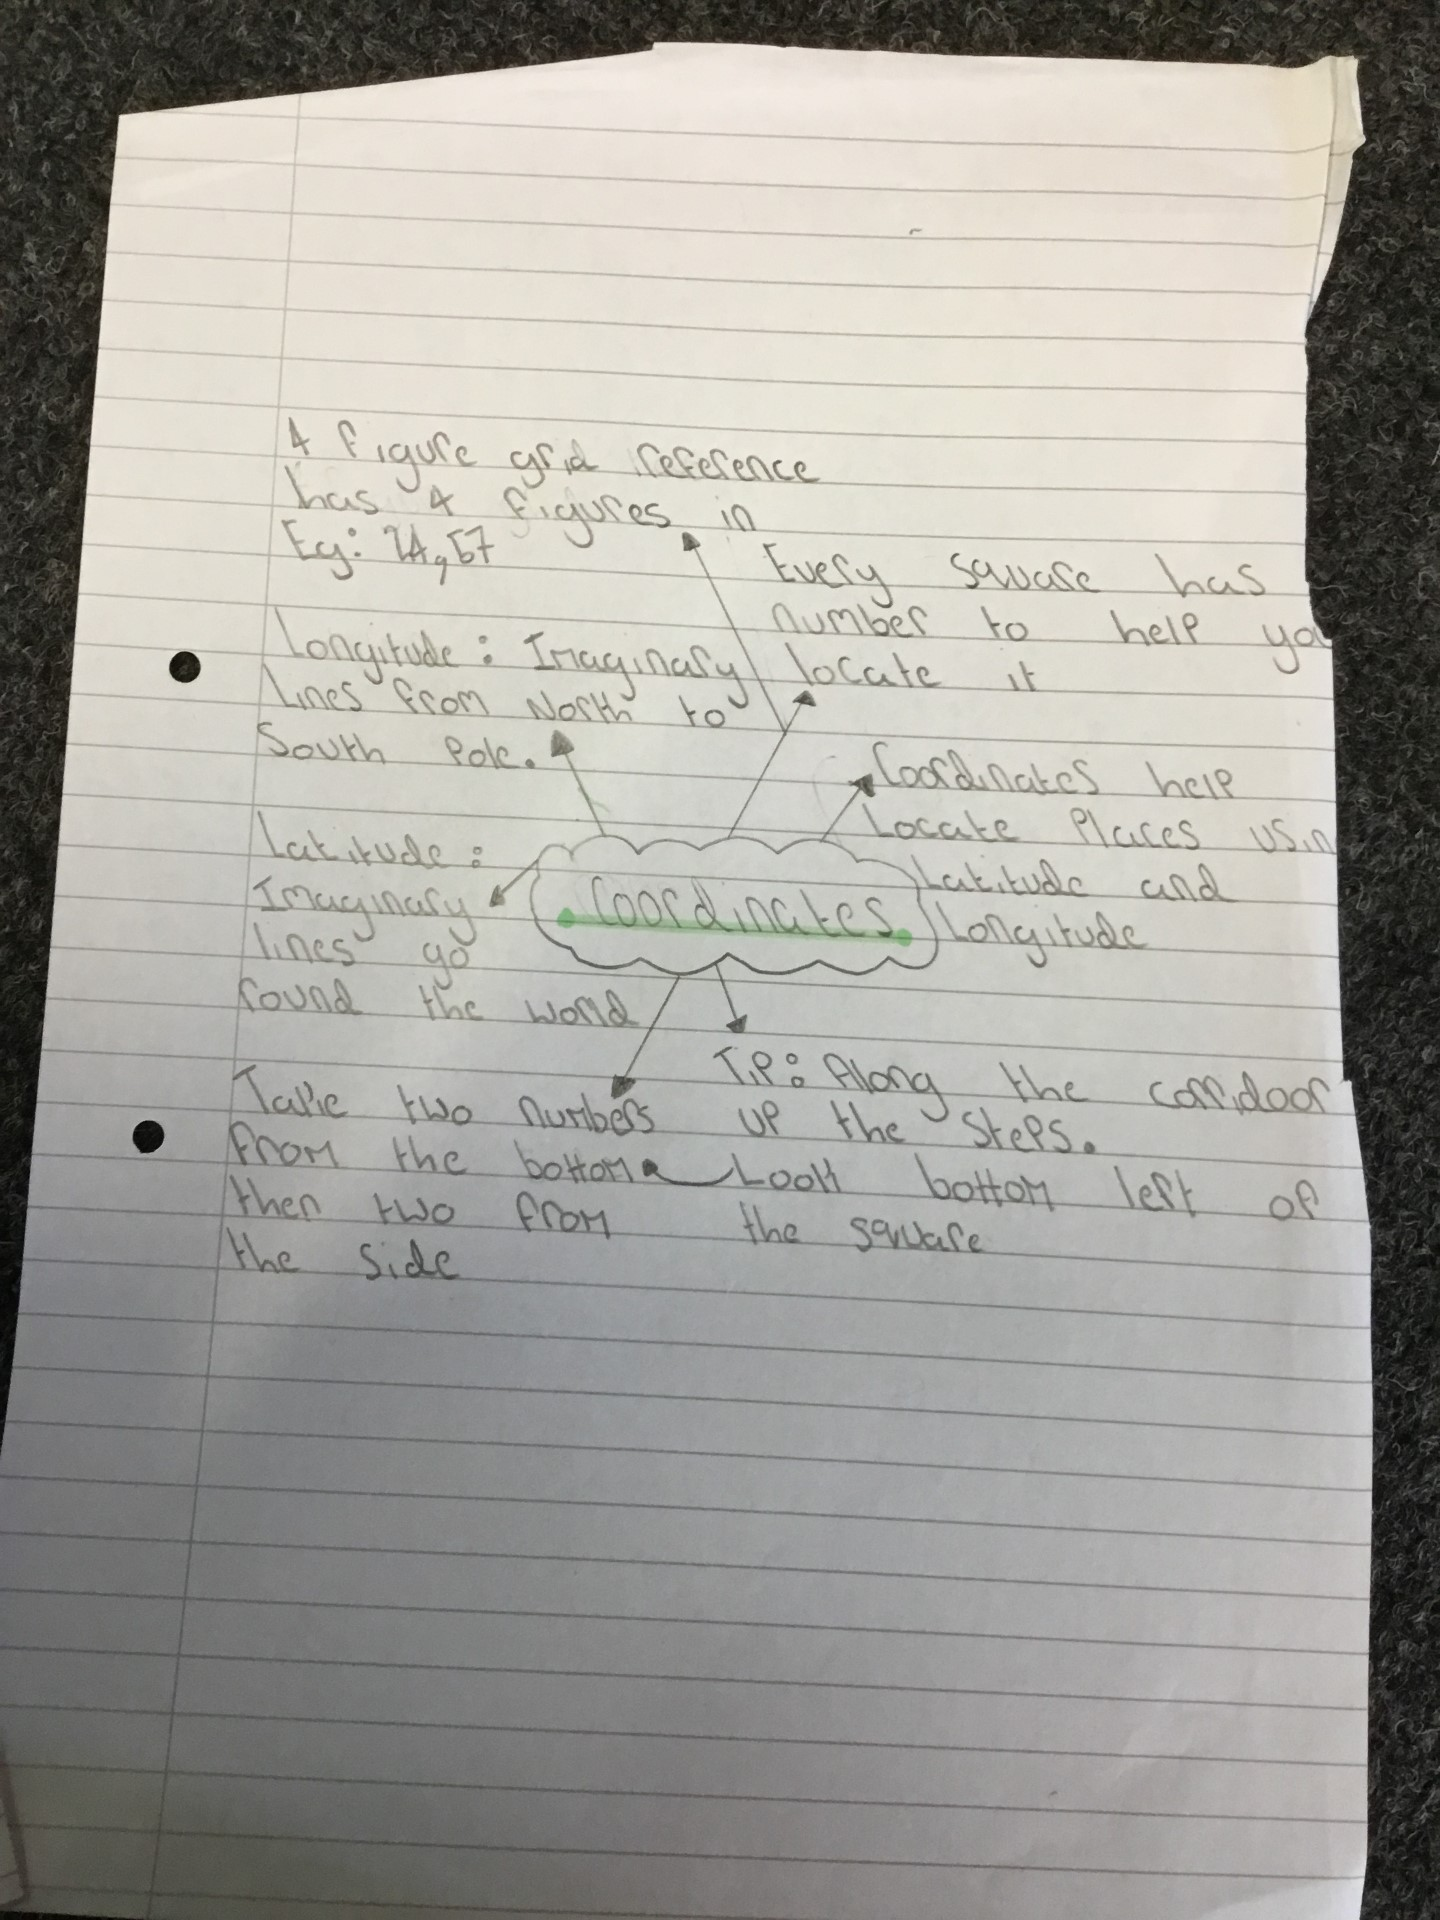 4 figure grid reference
has 4 figures in
Eg: 24,57
Every square has
number to help you
locate it
Longitude: Imaginary
lines from North to
South Pole.
Coordinates help
Locate Places usin
Latitude and
Longitude
Latitude:
Imaginary
lines go
round the world
Coordinates
Take two numbers
from the bottom
then two from
the side
Tip: Along the corridoor
up the steps.
Look bottom left of
the square